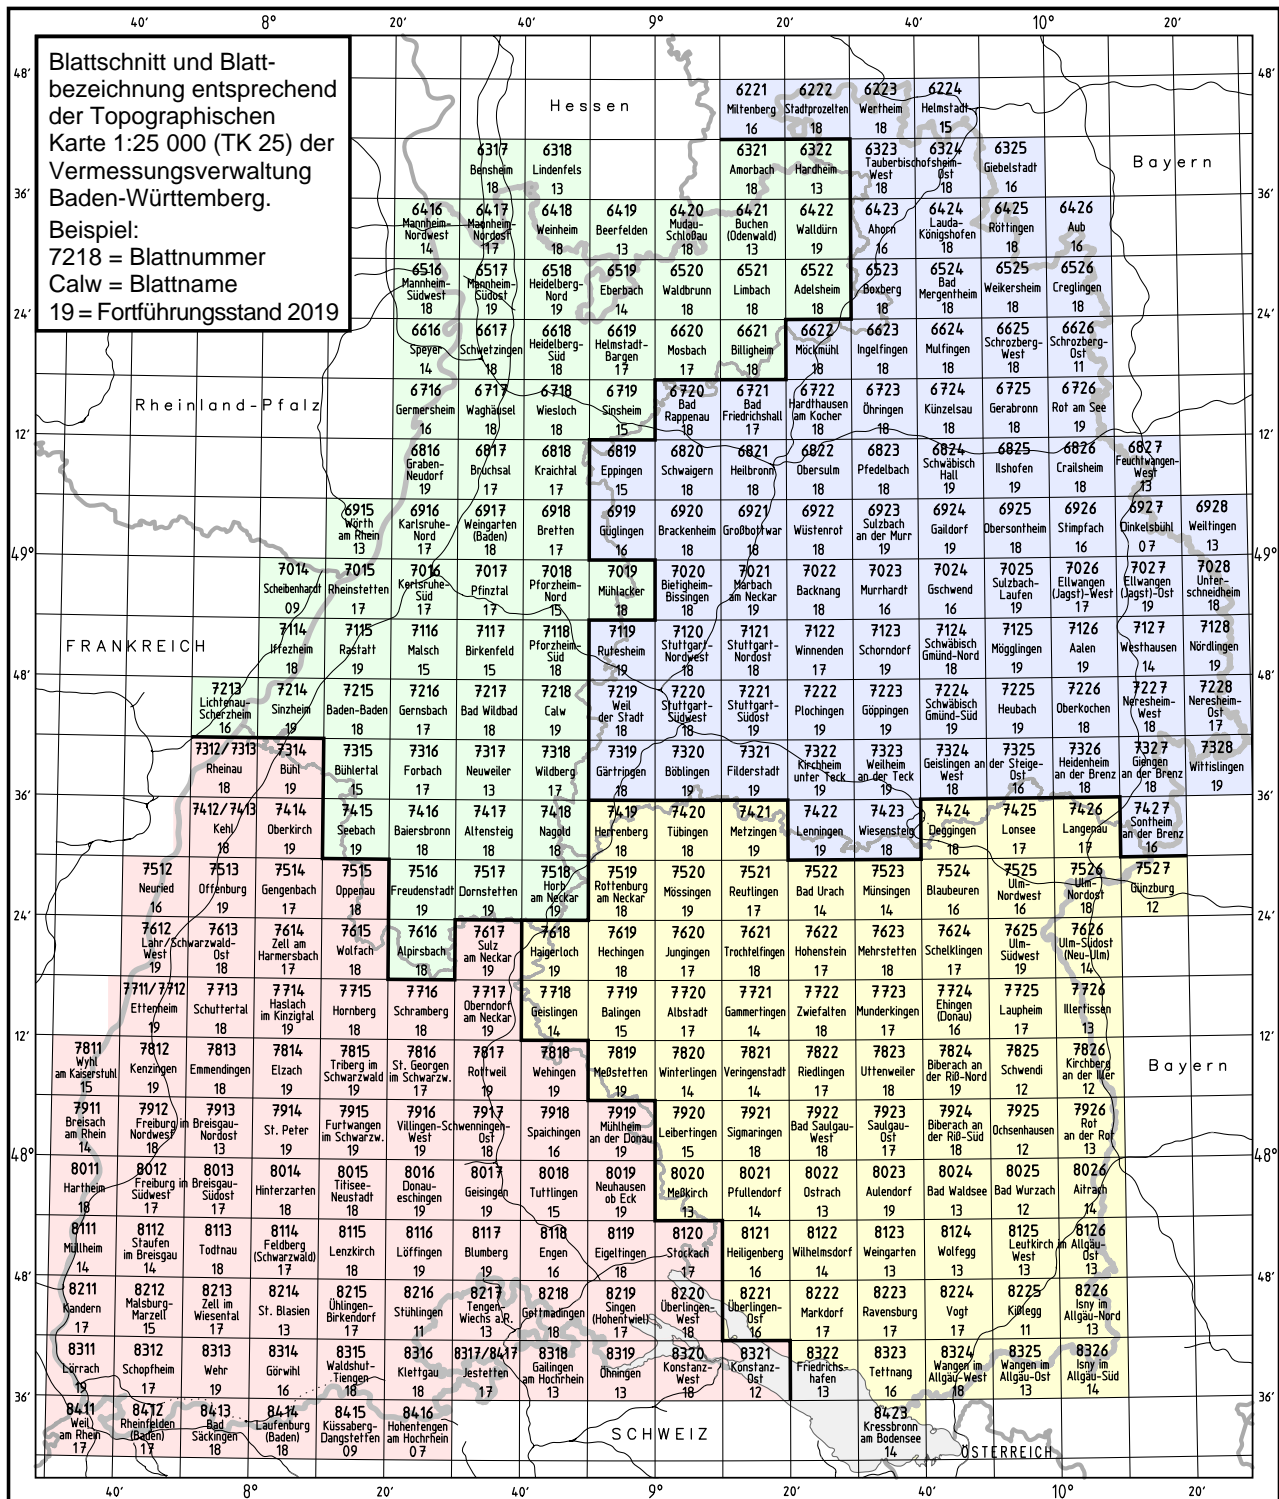 40′ 8° 20′ 40′ 9° 20′ 40′ 10° 20′
Blattschnitt und Blatt-
bezeichnung entsprechend
der Topographischen
Karte 1:25 000 (TK 25) der
Vermessungsverwaltung
Baden-Württemberg.
Beispiel:
7218 = Blattnummer
Calw = Blattname
19 = Fortführungsstand 2019
48′ 48′
Hessen
Bayern
6221 6222 6223 6224
Miltenberg Stadtprozelten Wertheim Helmstadt
16 18 18 15
6317 6318 6321 6322 6323 6324 6325
Bensheim Lindenfels Amorbach Hardheim Tauberbischofsheim- West Ost Giebelstadt
18 13 18 13 18 18 16
36′ 36′
6416 6417 6418 6419 6420 6421 6422 6423 6424 6425 6426
Mannheim-Nordwest Mannheim-Nordost Weinheim Beerfelden Mudau-Schloßau Buchen (Odenwald) Walldürn Ahorn Lauda-Königshofen Röttingen Aub
14 17 18 13 18 13 19 16 18 18 16
6516 6517 6518 6519 6520 6521 6522 6523 6524 6525 6526
Mannheim-Südwest Mannheim-Südost Heidelberg-Nord Eberbach Waldbrunn Limbach Adelsheim Boxberg Bad Mergentheim Weikersheim Creglingen
18 19 19 14 18 18 18 18 18 18 18
24′ 24′
6616 6617 6618 6619 6620 6621 6622 6623 6624 6625 6626
Speyer Schwetzingen Heidelberg-Süd Helmstadt-Bargen Mosbach Billigheim Möckmühl Ingelfingen Mulfingen Schrozberg-West Schrozberg-Ost
14 18 18 17 17 18 18 18 18 18 11
Rheinland-Pfalz
6716 6717 6718 6719 6720 6721 6722 6723 6724 6725 6726
Germersheim Waghäusel Wiesloch Sinsheim Bad Rappenau Bad Friedrichshall Hardthausen am Kocher Öhringen Künzelsau Gerabronn Rot am See
16 18 18 15 18 17 18 18 18 18 19
12′ 12′
6816 6817 6818 6819 6820 6821 6822 6823 6824 6825 6826 6827
Graben-Neudorf Bruchsal Kraichtal Eppingen Schwaigern Heilbronn Obersulm Pfedelbach Schwäbisch Hall Ilshofen Crailsheim Feuchtwangen-West
19 17 17 15 18 18 18 18 19 19 18 13
6915 6916 6917 6918 6919 6920 6921 6922 6923 6924 6925 6926 6927 6928
Wörth am Rhein Karlsruhe-Nord Weingarten (Baden) Bretten Güglingen Brackenheim Großbottwar Wüstenrot Sulzbach an der Murr Gaildorf Obersontheim Stimpfach Dinkelsbühl Weiltingen
13 17 18 17 16 18 18 18 19 19 18 16 07 13
49° 49°
7014 7015 7016 7017 7018 7019 7020 7021 7022 7023 7024 7025 7026 7027 7028
Scheibenhardt Rheinstetten Karlsruhe-Süd Pfinztal Pforzheim-Nord Mühlacker Bietigheim-Bissingen Marbach am Neckar Backnang Murrhardt Gschwend Sulzbach-Laufen Ellwangen (Jagst)-West Ellwangen (Jagst)-Ost Unter-schneidheim
09 17 17 17 15 18 18 19 18 16 16 19 17 19 18
FRANKREICH
7114 7115 7116 7117 7118 7119 7120 7121 7122 7123 7124 7125 7126 7127 7128
Iffezheim Rastatt Malsch Birkenfeld Pforzheim-Süd Rutesheim Stuttgart-Nordwest Stuttgart-Nordost Winnenden Schorndorf Schwäbisch Gmünd-Nord Mögglingen Aalen Westhausen Nördlingen
18 19 15 15 18 19 18 18 17 19 18 19 19 14 19
48′ 48′
7213 7214 7215 7216 7217 7218 7219 7220 7221 7222 7223 7224 7225 7226 7227 7228
Lichtenau-Scherzheim Sinzheim Baden-Baden Gernsbach Bad Wildbad Calw Weil der Stadt Stuttgart-Südwest Stuttgart-Südost Plochingen Göppingen Schwäbisch Gmünd-Süd Heubach Oberkochen Neresheim-West Neresheim-Ost
16 19 18 17 18 19 18 18 19 19 19 19 19 18 18 17
7312/7313 7314 7315 7316 7317 7318 7319 7320 7321 7322 7323 7324 7325 7326 7327 7328
Rheinau Bühl Bühlertal Forbach Neuweiler Wildberg Gärtringen Böblingen Filderstadt Kirchheim unter Teck Weilheim an der Teck Geislingen an der Steige- West Ost Heidenheim an der Brenz Giengen an der Brenz Wittislingen
18 19 15 17 13 17 18 19 19 19 19 18 16 18 18 19
36′ 36′
7412/7413 7414 7415 7416 7417 7418 7419 7420 7421 7422 7423 7424 7425 7426 7427
Kehl Oberkirch Seebach Baiersbronn Altensteig Nagold Herrenberg Tübingen Metzingen Lenningen Wiesensteig Deggingen Lonsee Langenau Sontheim an der Brenz
18 19 19 18 19 18 18 18 18 19 18 18 17 17 16
7512 7513 7514 7515 7516 7517 7518 7519 7520 7521 7522 7523 7524 7525 7526 7527
Neuried Offenburg Gengenbach Oppenau Freudenstadt Dornstetten Horb am Neckar Rottenburg am Neckar Mössingen Reutlingen Bad Urach Münsingen Blaubeuren Ulm-Nordwest Ulm-Nordost Günzburg
16 19 17 18 19 19 19 18 19 17 14 14 16 16 18 12
24′ 24′
7612 7613 7614 7615 7616 7617 7618 7619 7620 7621 7622 7623 7624 7625 7626
Lahr/Schwarzwald- West Ost Zell am Harmersbach Wolfach Alpirsbach Sulz am Neckar Haigerloch Hechingen Jungingen Trochtelfingen Hohenstein Mehrstetten Schelklingen Ulm-Südwest Ulm-Südost (Neu-Ulm)
19 18 17 18 18 19 19 18 17 18 17 18 17 19 14
7711/7712 7713 7714 7715 7716 7717 7718 7719 7720 7721 7722 7723 7724 7725 7726
Ettenheim Schuttertal Haslach im Kinzigtal Hornberg Schramberg Oberndorf am Neckar Geislingen Balingen Albstadt Gammertingen Zwiefalten Munderkingen Ehingen (Donau) Laupheim Illertissen
19 18 19 18 18 19 14 15 17 14 18 17 16 17 13
12′ 12′
7811 7812 7813 7814 7815 7816 7817 7818 7819 7820 7821 7822 7823 7824 7825 7826
Wyhl am Kaiserstuhl Kenzingen Emmendingen Elzach Triberg im Schwarzwald St. Georgen im Schwarzw. Rottweil Wehingen Meßstetten Winterlingen Veringenstadt Riedlingen Uttenweiler Biberach an der Riß-Nord Schwendi Kirchberg an der Iller
15 19 18 19 19 17 19 19 19 14 14 17 18 19 12 12
Bayern
7911 7912 7913 7914 7915 7916 7917 7918 7919 7920 7921 7922 7923 7924 7925 7926
Breisach am Rhein Freiburg im Breisgau- Nordwest Nordost St. Peter Furtwangen im Schwarzw. Villingen-Schwenningen- West Ost Spaichingen Mühlheim an der Donau Leibertingen Sigmaringen Bad Saulgau-West Saulgau-Ost Biberach an der Riß-Süd Ochsenhausen Rot an der Rot
14 18 13 19 19 19 18 16 19 15 18 18 17 18 12 13
48° 48°
8011 8012 8013 8014 8015 8016 8017 8018 8019 8020 8021 8022 8023 8024 8025 8026
Hartheim Freiburg im Breisgau- Südwest Südost Hinterzarten Titisee-Neustadt Donau-eschingen Geisingen Tuttlingen Neuhausen ob Eck Meßkirch Pfullendorf Ostrach Aulendorf Bad Waldsee Bad Wurzach Aitrach
18 17 17 18 18 19 19 15 19 13 14 13 19 13 12 14
8111 8112 8113 8114 8115 8116 8117 8118 8119 8120 8121 8122 8123 8124 8125 8126
Müllheim Staufen im Breisgau Todtnau Feldberg (Schwarzwald) Lenzkirch Löffingen Blumberg Engen Eigeltingen Stockach Heiligenberg Wilhelmsdorf Weingarten Wolfegg Leutkirch im Allgäu- West Ost
14 14 18 17 18 19 19 16 18 17 16 14 13 13 13 13
48′ 48′
8211 8212 8213 8214 8215 8216 8217 8218 8219 8220 8221 8222 8223 8224 8225 8226
Kandern Malsburg-Marzell Zell im Wiesental St. Blasien Ühlingen-Birkendorf Stühlingen Tengen-Wiechs a.R. Gottmadingen Singen (Hohentwiel) Überlingen-West Überlingen-Ost Markdorf Ravensburg Vogt Kißlegg Isny im Allgäu-Nord
17 15 17 13 17 11 13 18 17 18 16 17 17 17 11 13
8311 8312 8313 8314 8315 8316 8317/8417 8318 8319 8320 8321 8322 8323 8324 8325 8326
Lörrach Schopfheim Wehr Görwihl Waldshut-Tiengen Klettgau Jestetten Gailingen am Hochrhein Öhningen Konstanz-West Konstanz-Ost Friedrichs-hafen Tettnang Wangen im Allgäu-West Wangen im Allgäu-Ost Isny im Allgäu-Süd
19 17 19 16 18 18 17 13 13 18 12 13 16 18 13 14
36′ 36′
8411 8412 8413 8414 8415 8416 8423
Weil am Rhein Rheinfelden (Baden) Bad Säckingen Laufenburg (Baden) Küssaberg-Dangstetten Hohentengen am Hochrhein Kressbronn am Bodensee
17 17 18 18 09 07 14
SCHWEIZ
ÖSTERREICH
40′ 8° 20′ 40′ 9° 20′ 40′ 10° 20′